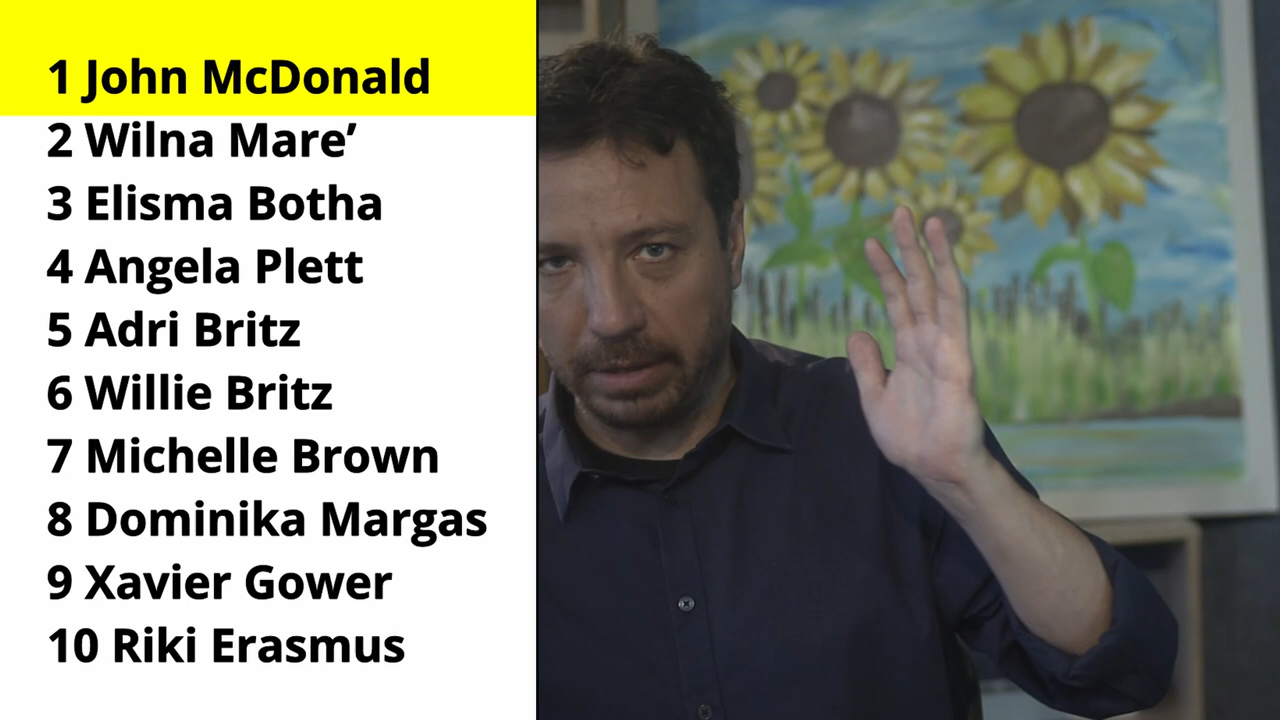 1 John McDonald
2 Wilna Mare’
3 Elisma Botha
4 Angela Plett
5 Adri Britz
6 Willie Britz
7 Michelle Brown
8 Dominika Margas
9 Xavier Gower
10 Riki Erasmus